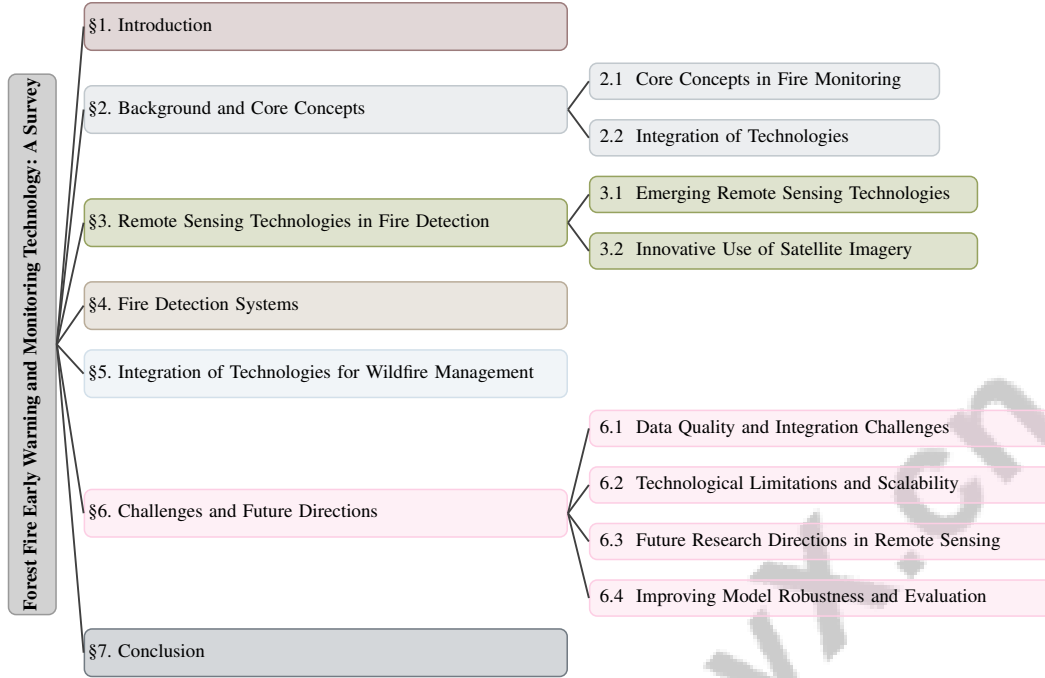 Forest Fire Early Warning and Monitoring Technology: A Survey
§1. Introduction
§2. Background and Core Concepts
2.1 Core Concepts in Fire Monitoring
2.2 Integration of Technologies
§3. Remote Sensing Technologies in Fire Detection
3.1 Emerging Remote Sensing Technologies
3.2 Innovative Use of Satellite Imagery
§4. Fire Detection Systems
§5. Integration of Technologies for Wildfire Management
§6. Challenges and Future Directions
6.1 Data Quality and Integration Challenges
6.2 Technological Limitations and Scalability
6.3 Future Research Directions in Remote Sensing
6.4 Improving Model Robustness and Evaluation
§7. Conclusion
vx.cn